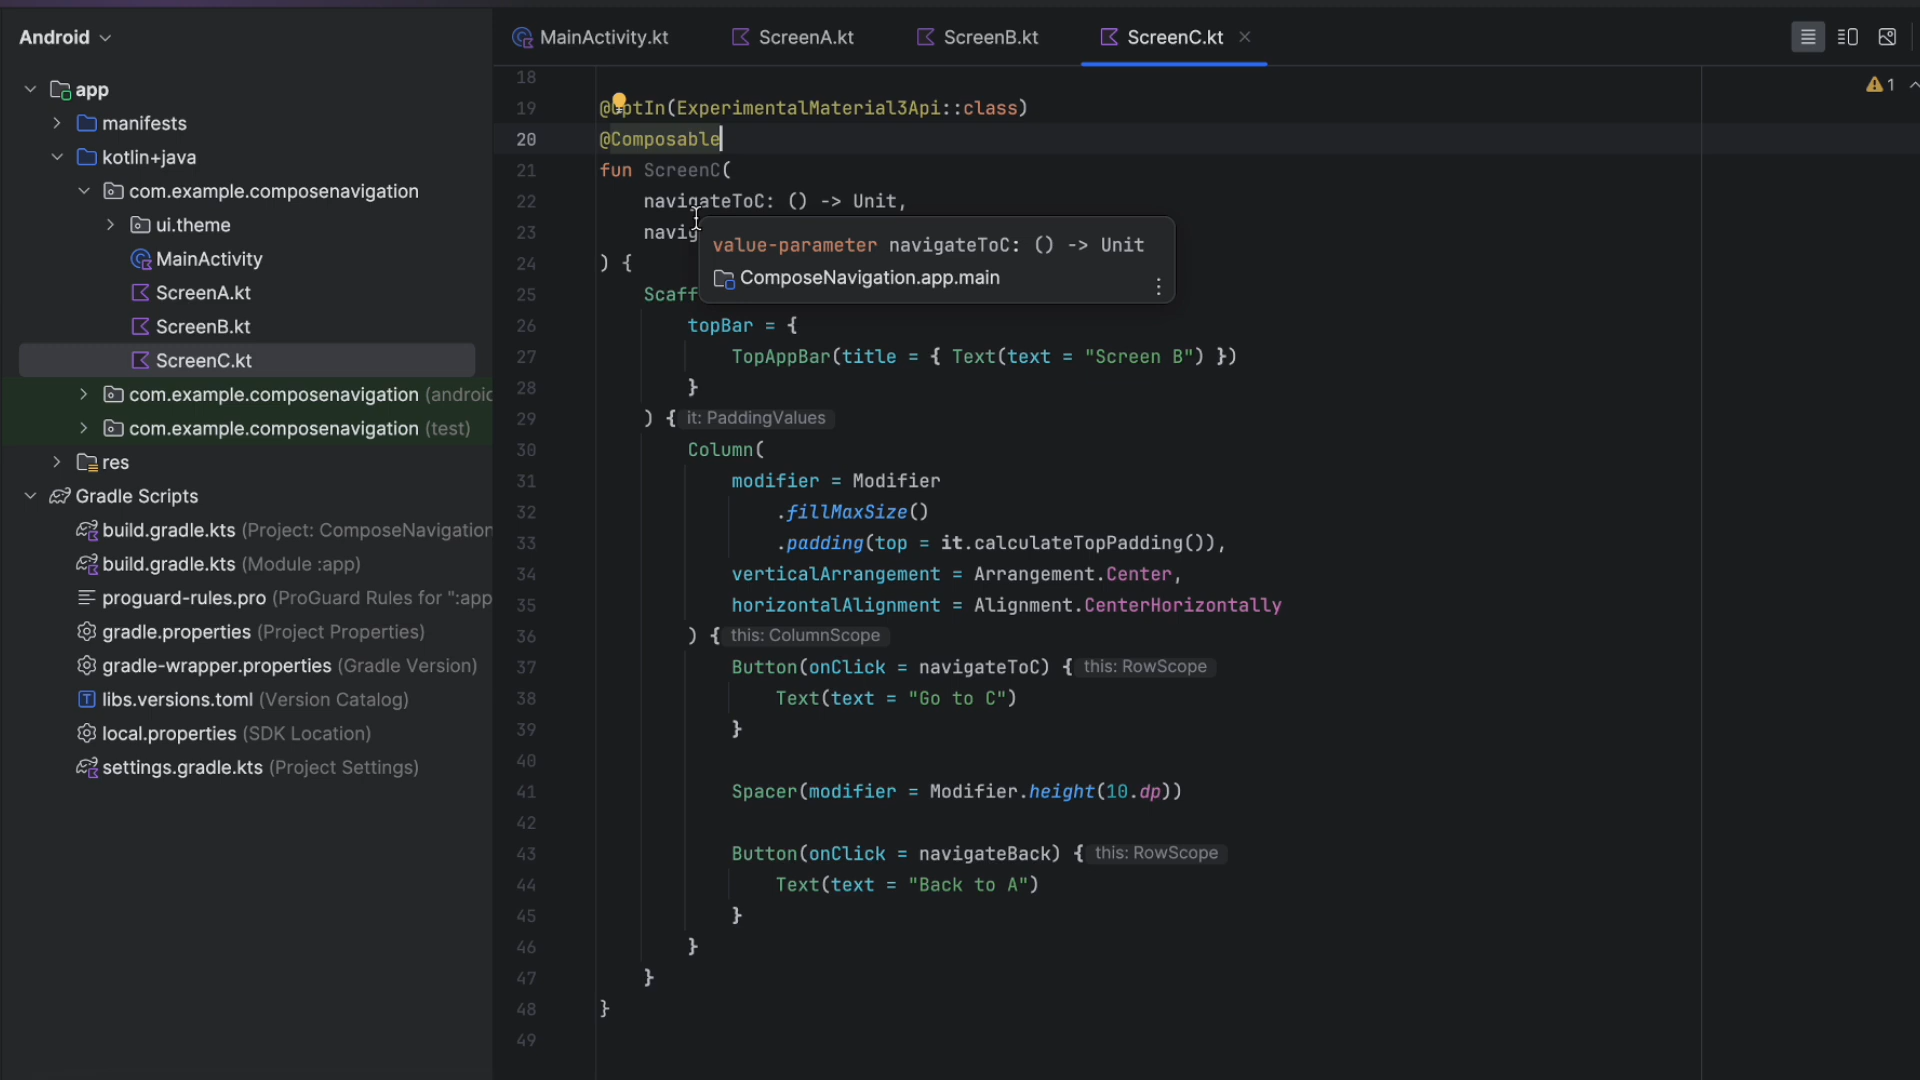 Android
MainActivity.kt
ScreenA.kt
ScreenB.kt
ScreenC.kt
app
manifests
kotlin+java
com.example.composenavigation
ui.theme
MainActivity
ScreenA.kt
ScreenB.kt
ScreenC.kt
com.example.composenavigation (android
com.example.composenavigation (test)
res
Gradle Scripts
build.gradle.kts (Project: ComposeNavigation
build.gradle.kts (Module :app)
proguard-rules.pro (ProGuard Rules for ":app
gradle.properties (Project Properties)
gradle-wrapper.properties (Gradle Version)
libs.versions.toml (Version Catalog)
local.properties (SDK Location)
settings.gradle.kts (Project Settings)
1
18
19 @OptIn(ExperimentalMaterial3Api::class)
20 @Composable
21 fun ScreenC(
22 navigateToC: () -> Unit,
23 navig
value-parameter navigateToC: () -> Unit
ComposeNavigation.app.main
24 ) {
25 Scaff
26 topBar = {
27 TopAppBar(title = { Text(text = "Screen B") })
28 }
29 ) { it: PaddingValues
30 Column(
31 modifier = Modifier
32 .fillMaxSize()
33 .padding(top = it.calculateTopPadding()),
34 verticalArrangement = Arrangement.Center,
35 horizontalAlignment = Alignment.CenterHorizontally
36 ) { this: ColumnScope
37 Button(onClick = navigateToC) { this: RowScope
38 Text(text = "Go to C")
39 }
40
41 Spacer(modifier = Modifier.height(10.dp))
42
43 Button(onClick = navigateBack) { this: RowScope
44 Text(text = "Back to A")
45 }
46 }
47 }
48 }
49